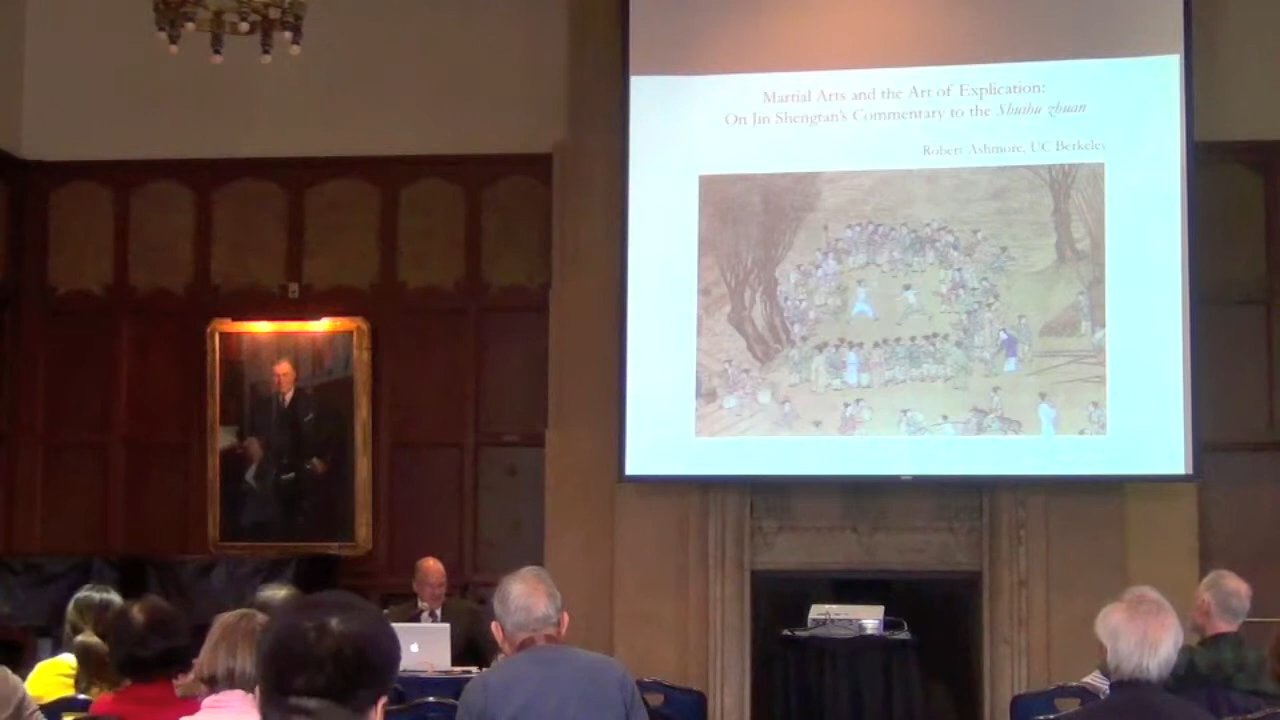 Martial Arts and the Art of Explication:
On Jin Shengtan's Commentary to the Shuihu zhuan
Robert Ashmore, UC Berkeley